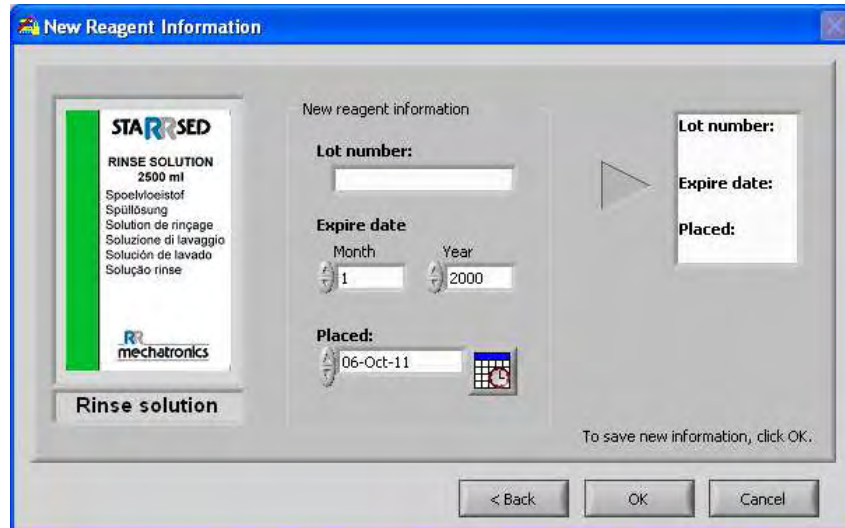 New Reagent Information
STARRSED
RINSE SOLUTION
2500 ml
Spoelvloeistof
Spüllösung
Solution de rinçage
Soluzione di lavaggio
Solución de lavado
Solução rinse
RR
mechatronics
Rinse solution
New reagent information
Lot number:
Expire date
Month Year
1 2000
Placed:
06-Oct-11
Lot number:
Expire date:
Placed:
To save new information, click OK.
< Back OK Cancel